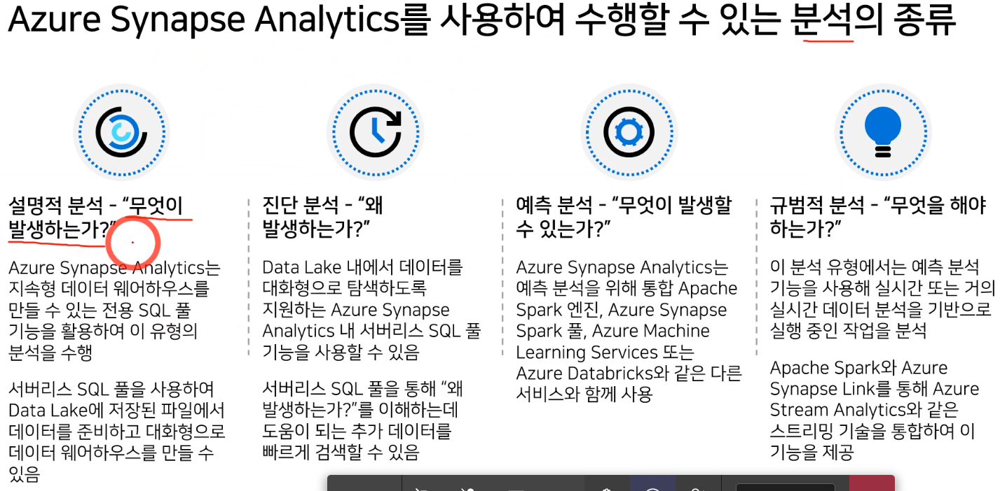 Azure Synapse Analytics를 사용하여 수행할 수 있는 분석의 종류
설명적 분석 - “무엇이
발생하는가?”
Azure Synapse Analytics는
지속형 데이터 웨어하우스를
만들 수 있는 전용 SQL 풀
기능을 활용하여 이 유형의
분석을 수행
서버리스 SQL 풀을 사용하여
Data Lake에 저장된 파일에서
데이터를 준비하고 대화형으로
데이터 웨어하우스를 만들 수
있음
진단 분석 - “왜
발생하는가?”
Data Lake 내에서 데이터를
대화형으로 탐색하도록
지원하는 Azure Synapse
Analytics 내 서버리스 SQL 풀
기능을 사용할 수 있음
서버리스 SQL 풀을 통해 “왜
발생하는가?”를 이해하는데
도움이 되는 추가 데이터를
빠르게 검색할 수 있음
예측 분석 - “무엇이 발생할
수 있는가?”
Azure Synapse Analytics는
예측 분석을 위해 통합 Apache
Spark 엔진, Azure Synapse
Spark 풀, Azure Machine
Learning Services 또는
Azure Databricks와 같은 다른
서비스와 함께 사용
규범적 분석 - “무엇을 해야
하는가?”
이 분석 유형에서는 예측 분석
기능을 사용해 실시간 또는 거의
실시간 데이터 분석을 기반으로
실행 중인 작업을 분석
Apache Spark와 Azure
Synapse Link를 통해 Azure
Stream Analytics와 같은
스트리밍 기술을 통합하여 이
기능을 제공